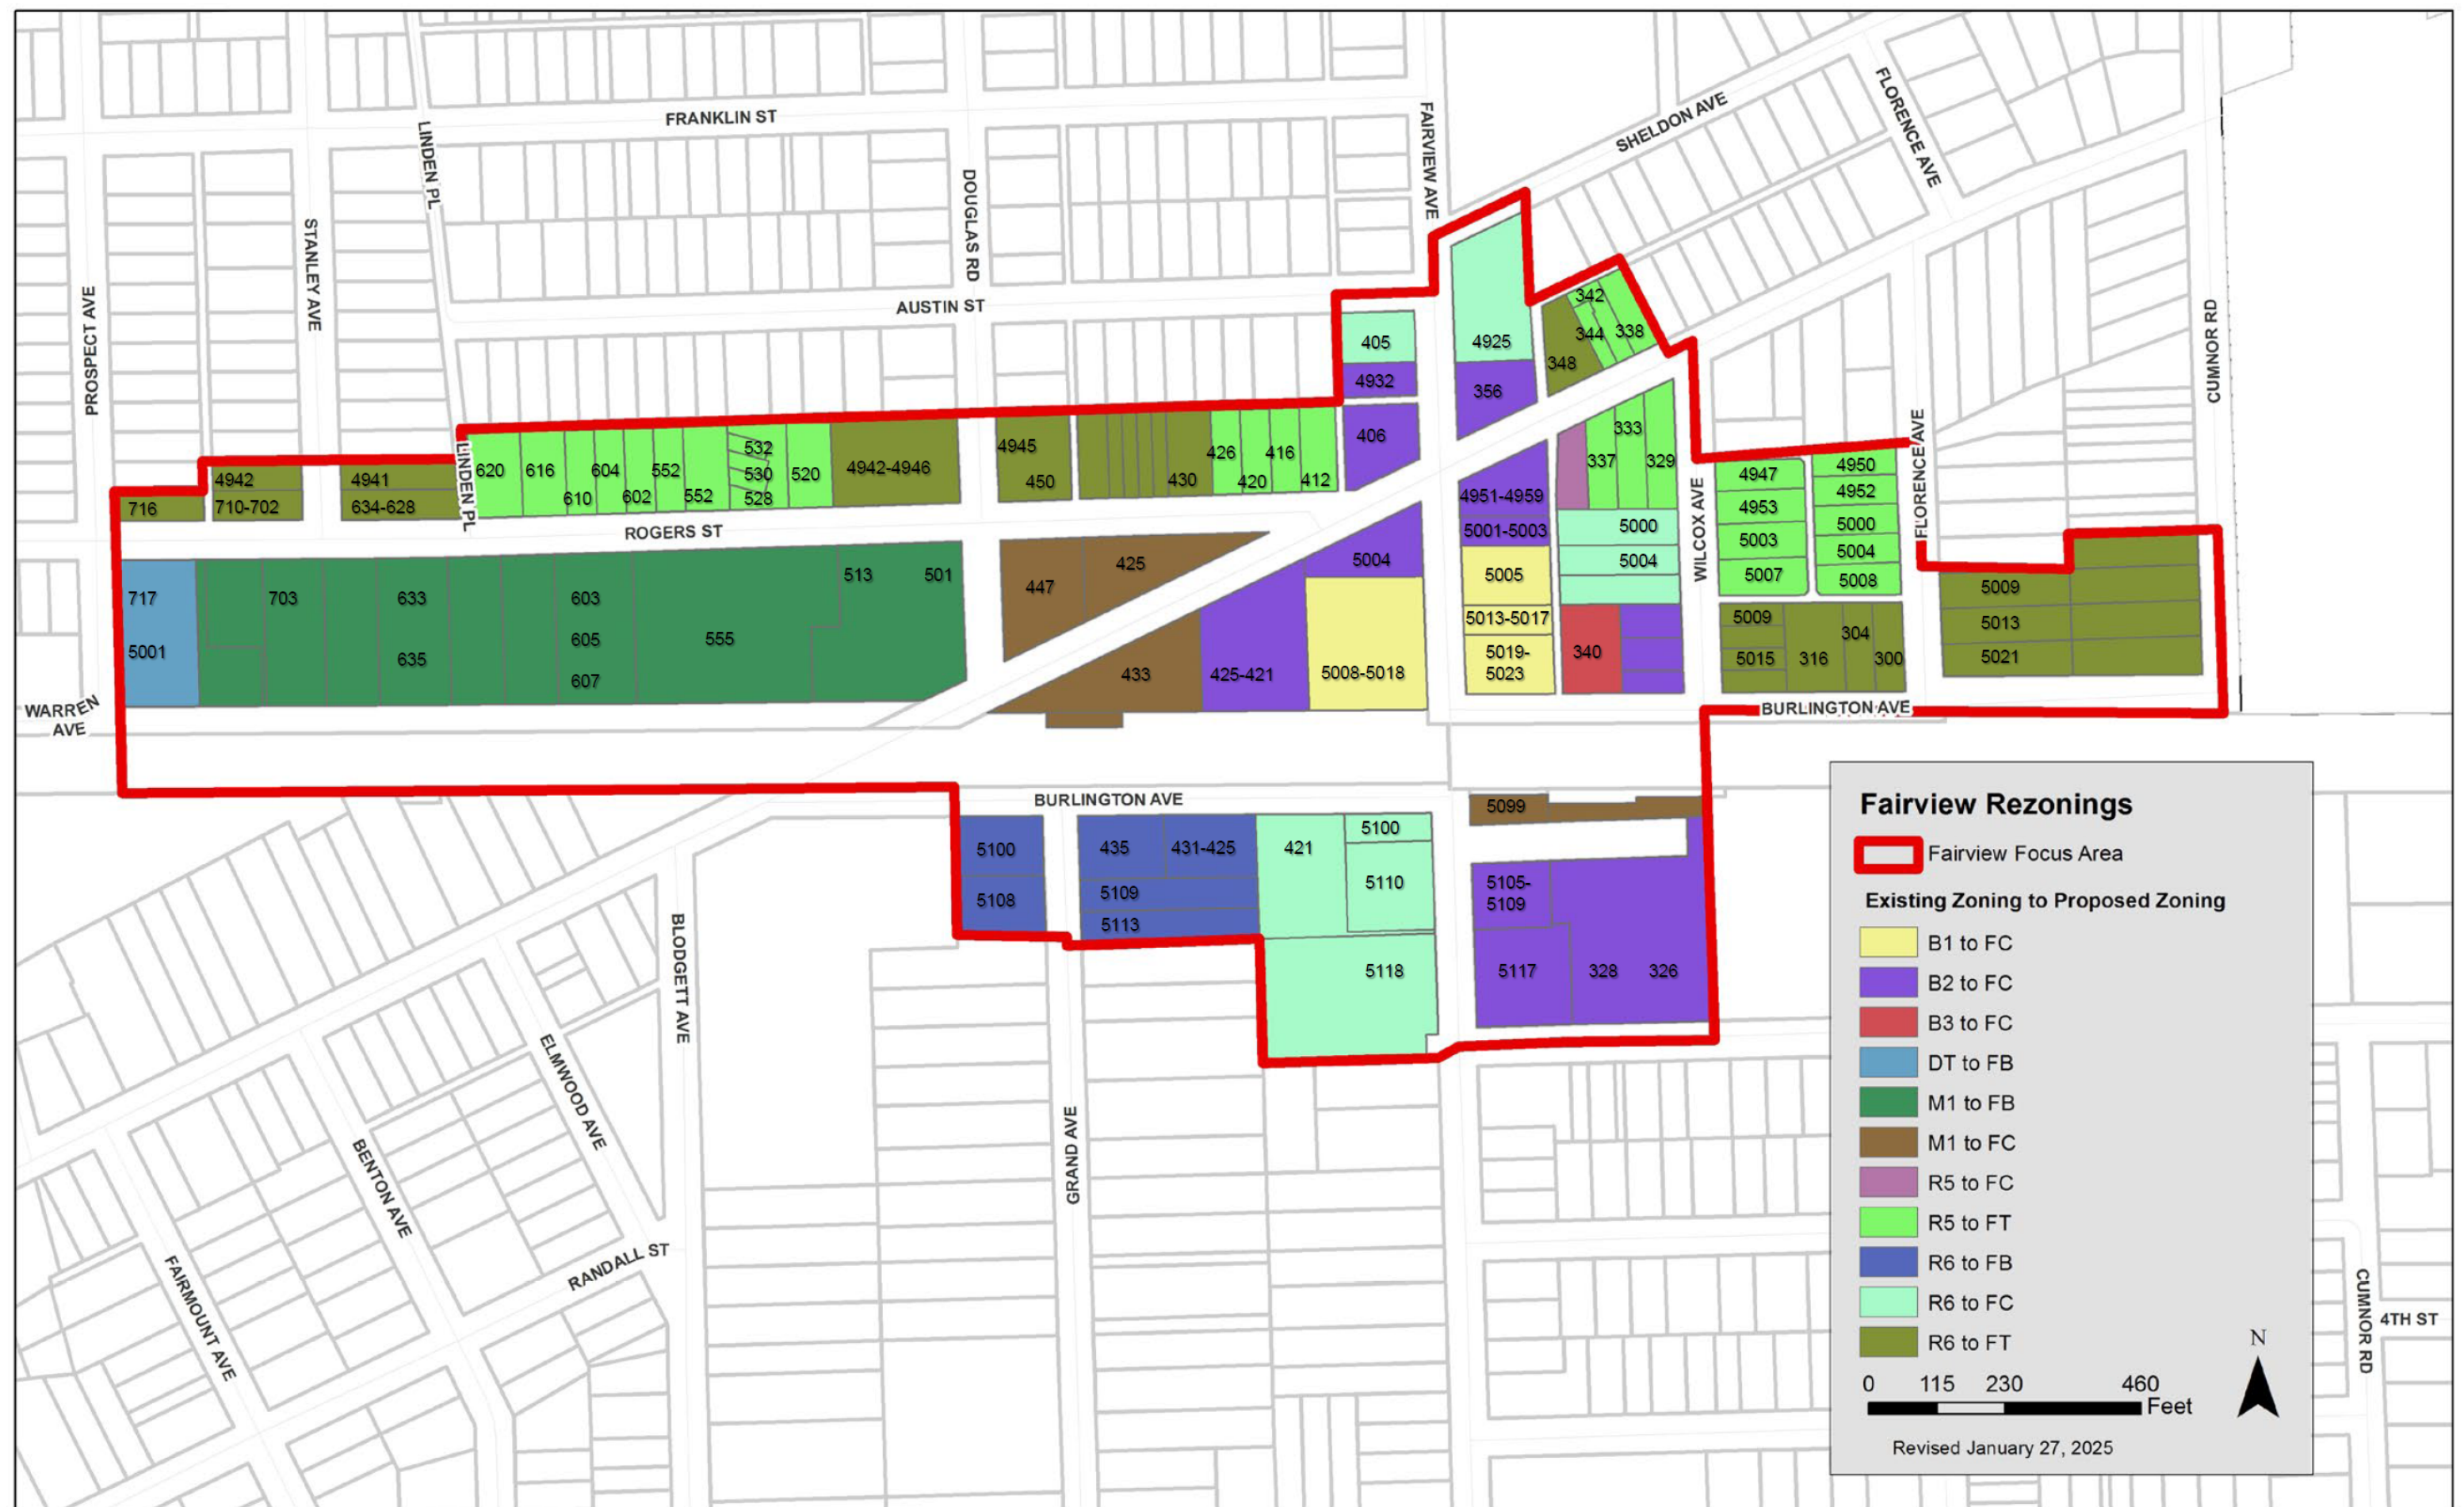 FRANKLIN ST
SHELDON AVE
FLORENCE AVE
LINDEN PL
FAIRVIEW AVE
DOUGLAS RD
STANLEY AVE
PROSPECT AVE
AUSTIN ST
CUMNOR RD
342
344
338
348
405
4925
4932
356
406
333
337
329
4942
710-702
716
4941
634-628
LINDEN PL
620
616
610
604
602
552
552
532
530
528
520
4942-4946
4945
450
430
426
420
416
412
4951-4959
5001-5003
5000
5004
WILCOX AVE
4947
4953
5003
5007
4950
4952
5000
5004
5008
FLORENCE AVE
ROGERS ST
717
5001
703
633
635
603
605
607
555
513
501
447
425
433
425-421
5004
5008-5018
5005
5013-5017
5019-
5023
340
5009
5015
316
304
300
5009
5013
5021
WARREN
AVE
BURLINGTON AVE
BURLINGTON AVE
5099
5100
5108
435
431-425
5109
5113
421
5100
5110
5118
5105-
5109
5117
328
326
BLODGETT AVE
ELMWOOD AVE
BENTON AVE
FAIRMOUNT AVE
RANDALL ST
GRAND AVE
CUMNOR RD
4TH ST
Fairview Rezonings
Fairview Focus Area
Existing Zoning to Proposed Zoning
B1 to FC
B2 to FC
B3 to FC
DT to FB
M1 to FB
M1 to FC
R5 to FC
R5 to FT
R6 to FB
R6 to FC
R6 to FT
N
0 115 230 460
Feet
Revised January 27, 2025